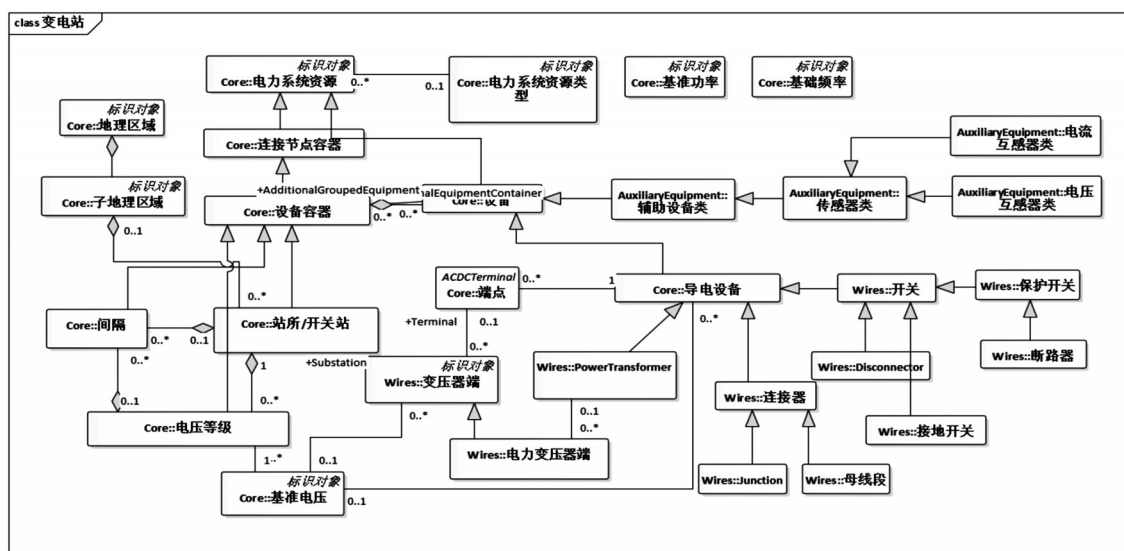 class 变电站
标识对象
Core::电力系统资源
0..*
0..1
标识对象
Core::电力系统资源类
型
标识对象
Core::基准功率
标识对象
Core::基础频率
标识对象
Core::地理区域
Core::连接节点容器
AuxiliaryEquipment::电流
互感器类
标识对象
Core::子地理区域
0..1
+AdditionalGroupedEquipment
nalEquipmentContainer
Core::设备
Core::设备容器
0..*
0..*
AuxiliaryEquipment::
辅助设备类
AuxiliaryEquipment::
传感器类
AuxiliaryEquipment::电压
互感器类
ACDCTerminal
Core::端点
0..*
1
Core::导电设备
0..*
Wires::开关
Wires::保护开关
0..*
Core::间隔
0..*
0..1
Core::站所/开关站
+Terminal
0..1
0..*
1
+Substation
0..*
标识对象
Wires::变压器端
0..*
Wires::PowerTransformer
0..1
0..*
Wires::Disconnector
Wires::断路器
Wires::连接器
0..1
0..*
Core::电压等级
1..*
0..1
Wires::电力变压器端
Wires::接地开关
标识对象
Core::基准电压
0..1
Wires::Junction
Wires::母线段